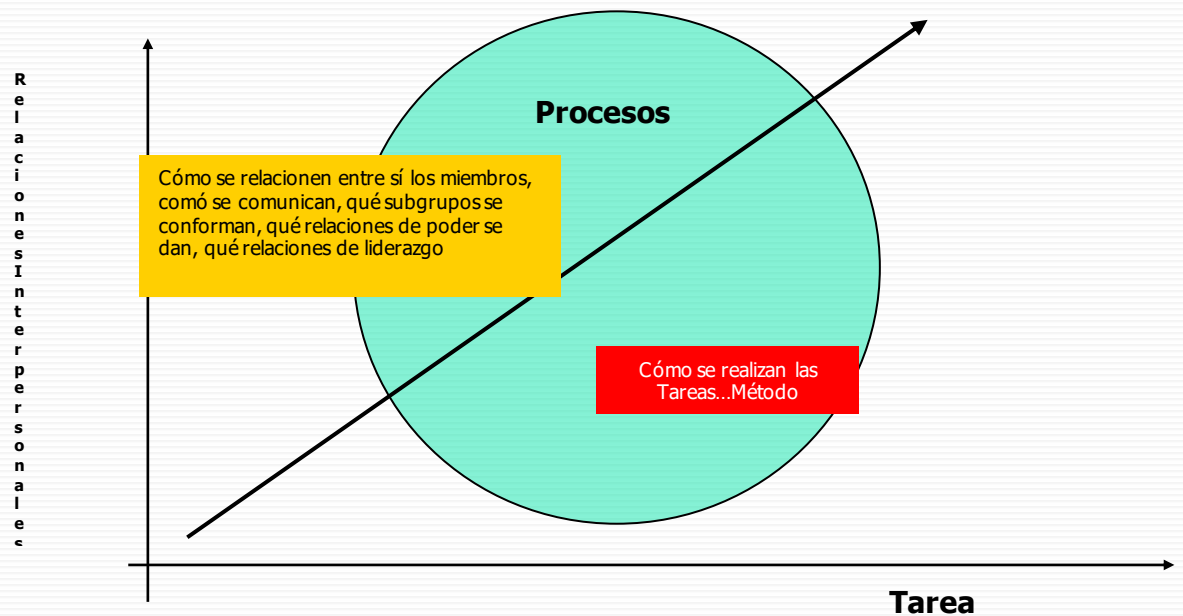 Relaciones Interpersonales
Procesos
Cómo se relacionen entre sí los miembros,
comó se comunican, qué subgrupos se
conforman, qué relaciones de poder se
dan, qué relaciones de liderazgo
Cómo se realizan las
Tareas...Método
Tarea